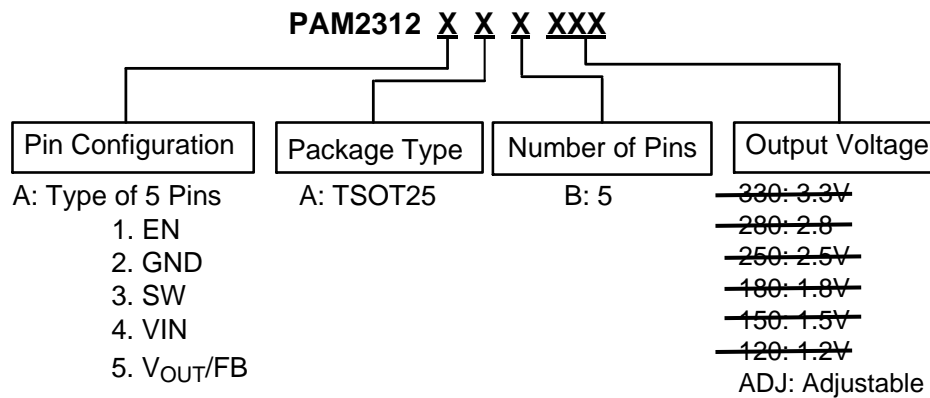 PAM2312 X X X XXX
Pin Configuration
A: Type of 5 Pins
1. EN
2. GND
3. SW
4. VIN
5. VOUT/FB
Package Type
A: TSOT25
Number of Pins
B: 5
Output Voltage
330: 3.3V
280: 2.8
250: 2.5V
180: 1.8V
150: 1.5V
120: 1.2V
ADJ: Adjustable